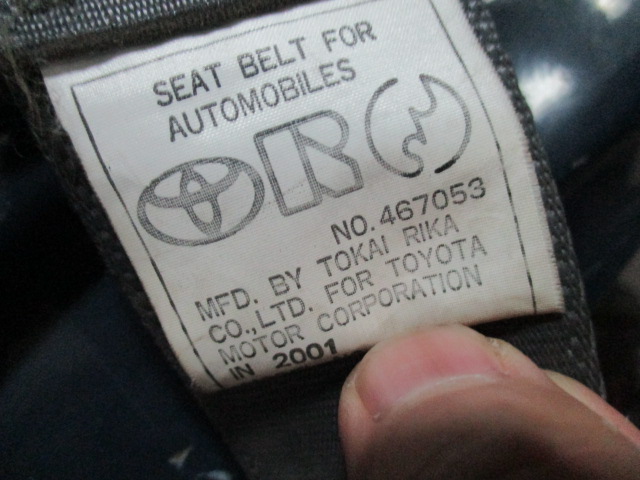 SEAT BELT FOR
AUTOMOBILES
NO. 467053
MFD. BY TOKAI RIKA
CO., LTD. FOR TOYOTA
MOTOR CORPORATION
IN 2001